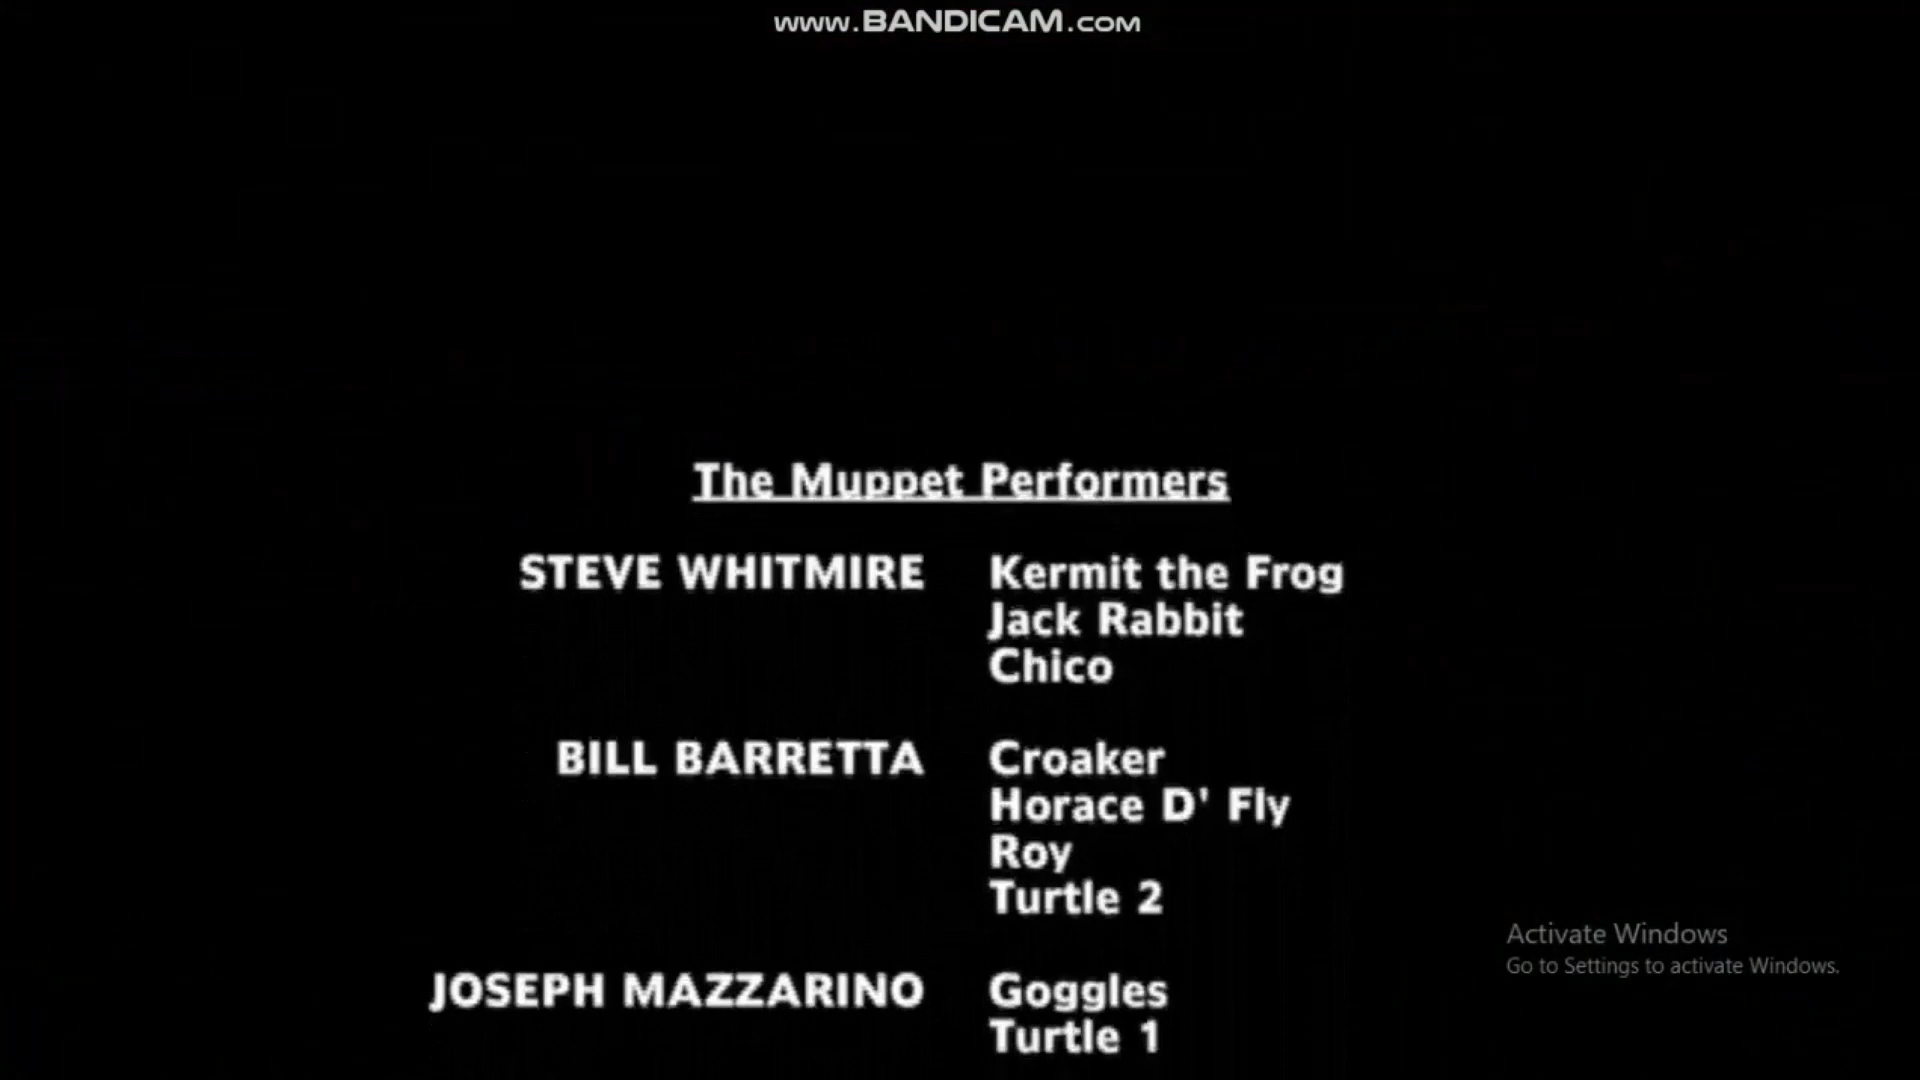 www.BANDICAM.com
The Muppet Performers
STEVE WHITMIRE Kermit the Frog
Jack Rabbit
Chico
BILL BARRETTA Croaker
Horace D' Fly
Roy
Turtle 2
JOSEPH MAZZARINO Goggles
Turtle 1
Activate Windows
Go to Settings to activate Windows.